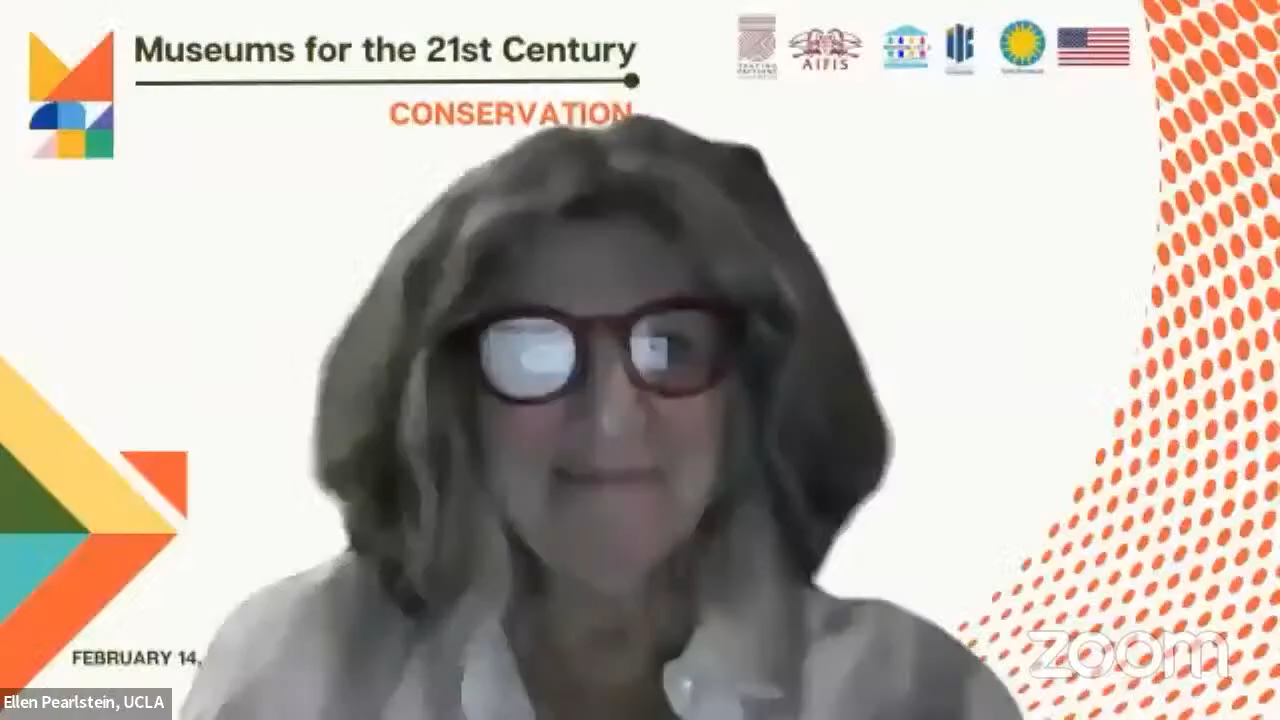 Museums for the 21st Century
CONSERVATION
AIFIS
FEBRUARY 14,
Ellen Pearlstein, UCLA
zoom